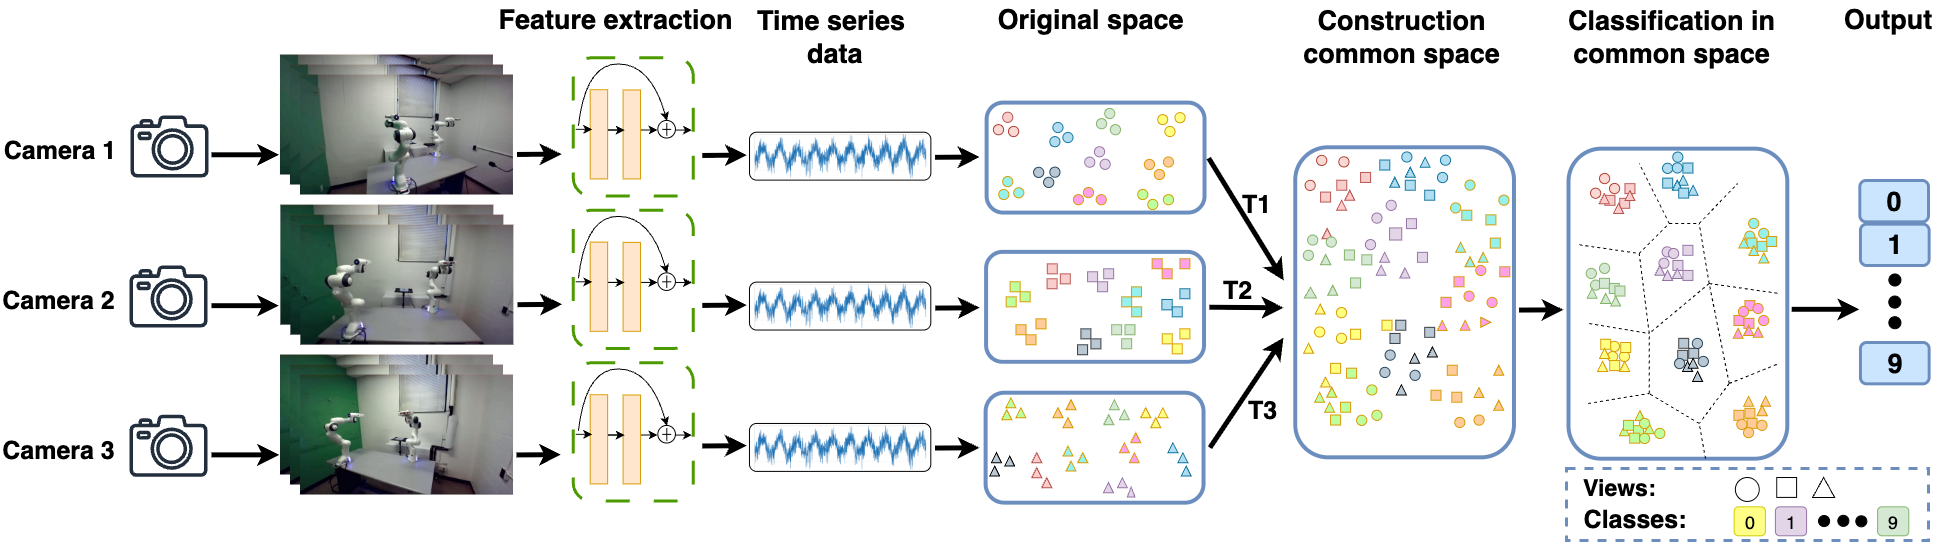 Feature extraction
Time series
data
Original space
Construction
common space
Classification in
common space
Output
Camera 1
Camera 2
Camera 3
T1
T2
T3
0
1
9
Views:
Classes:
0
1
9